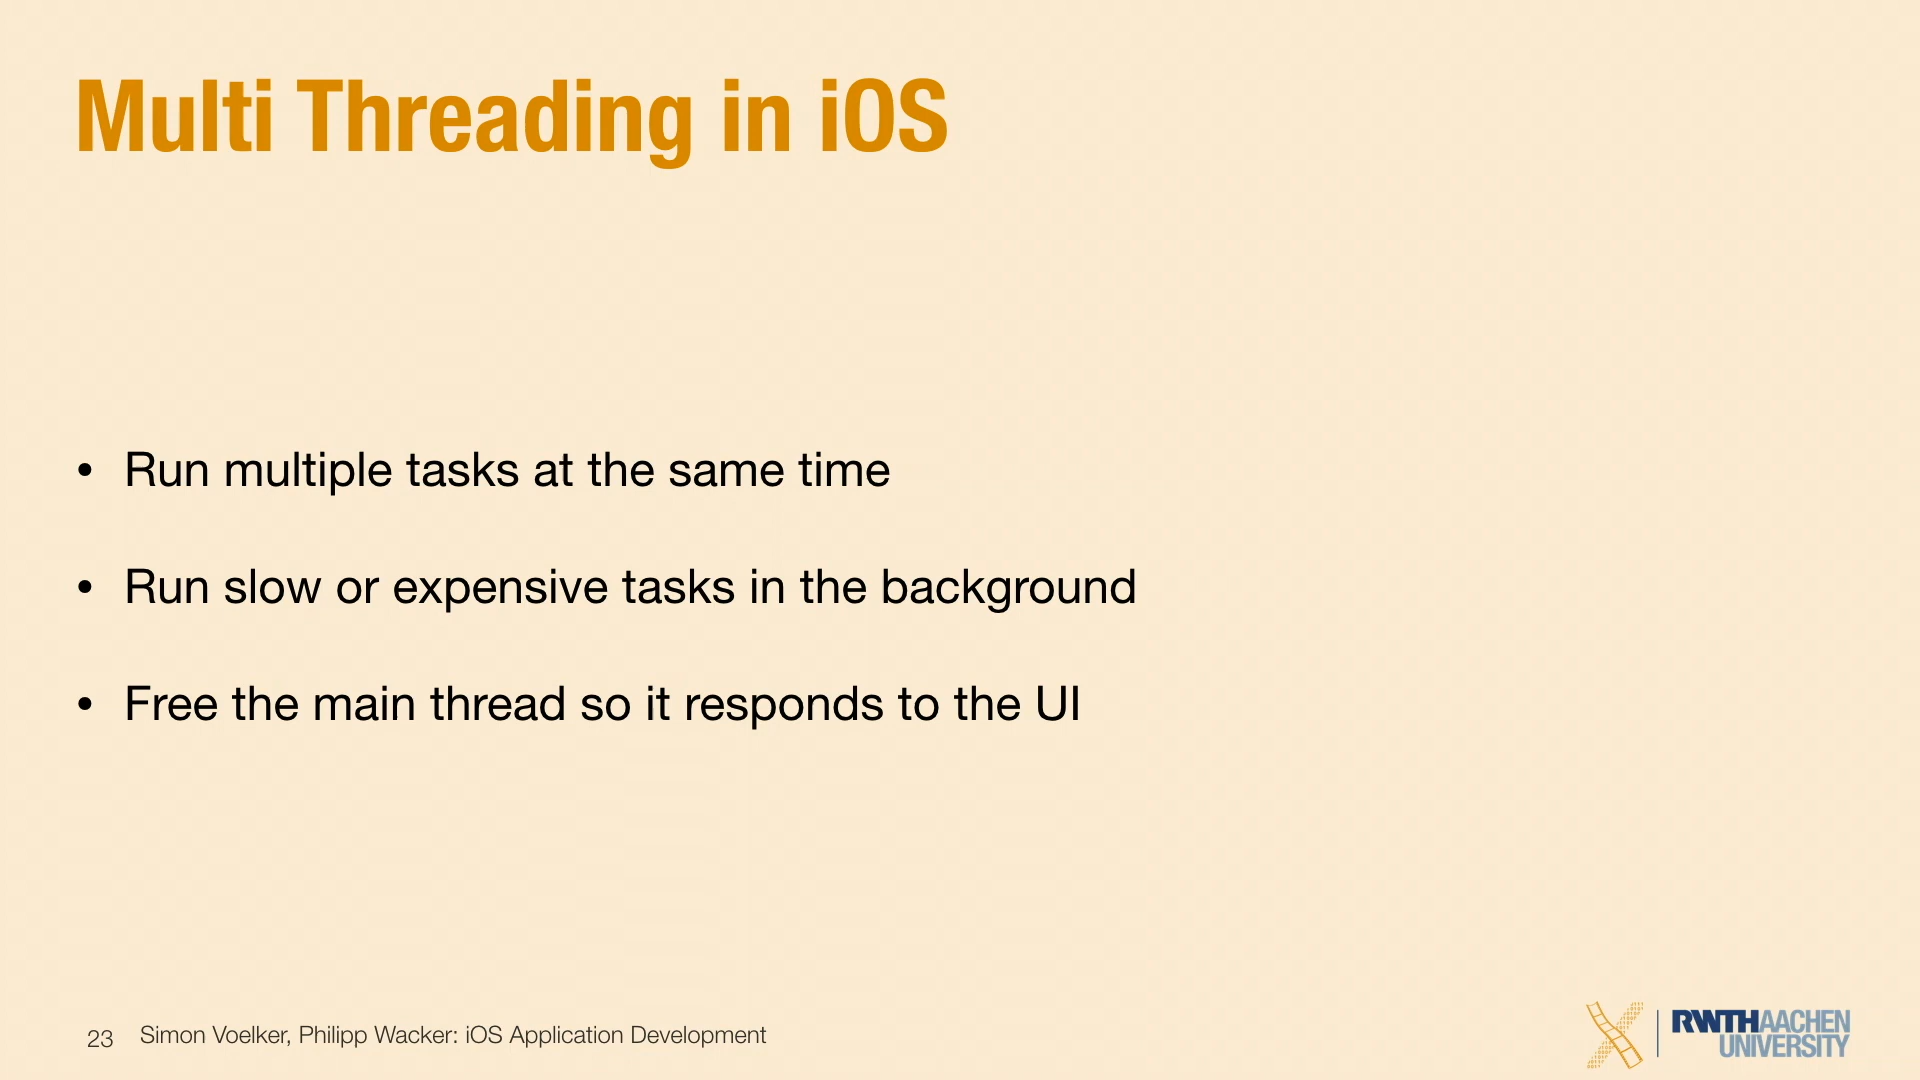 Multi Threading in iOS
• Run multiple tasks at the same time
• Run slow or expensive tasks in the background
• Free the main thread so it responds to the UI
23 Simon Voelker, Philipp Wacker: iOS Application Development
RWTHAACHEN
UNIVERSITY